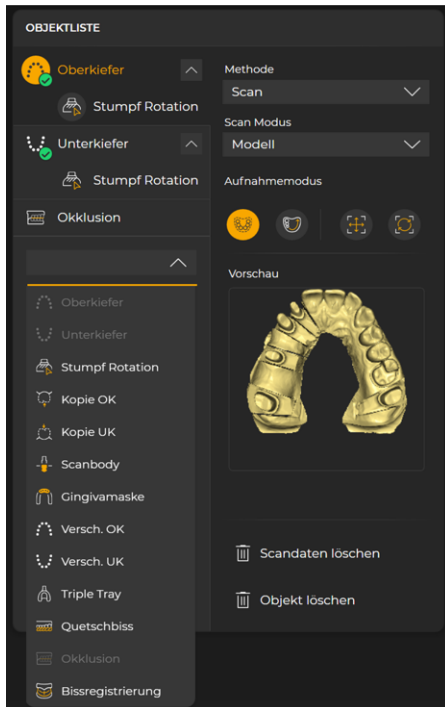 OBJEKTLISTE
Oberkiefer
Stumpf Rotation
Unterkiefer
Stumpf Rotation
Okklusion
Oberkiefer
Unterkiefer
Stumpf Rotation
Kopie OK
Kopie UK
Scanbody
Gingivamaske
Versch. OK
Versch. UK
Triple Tray
Quetschbiss
Okklusion
Bissregistrierung
Methode
Scan
Scan Modus
Modell
Aufnahmemodus
Vorschau
Scandaten löschen
Objekt löschen